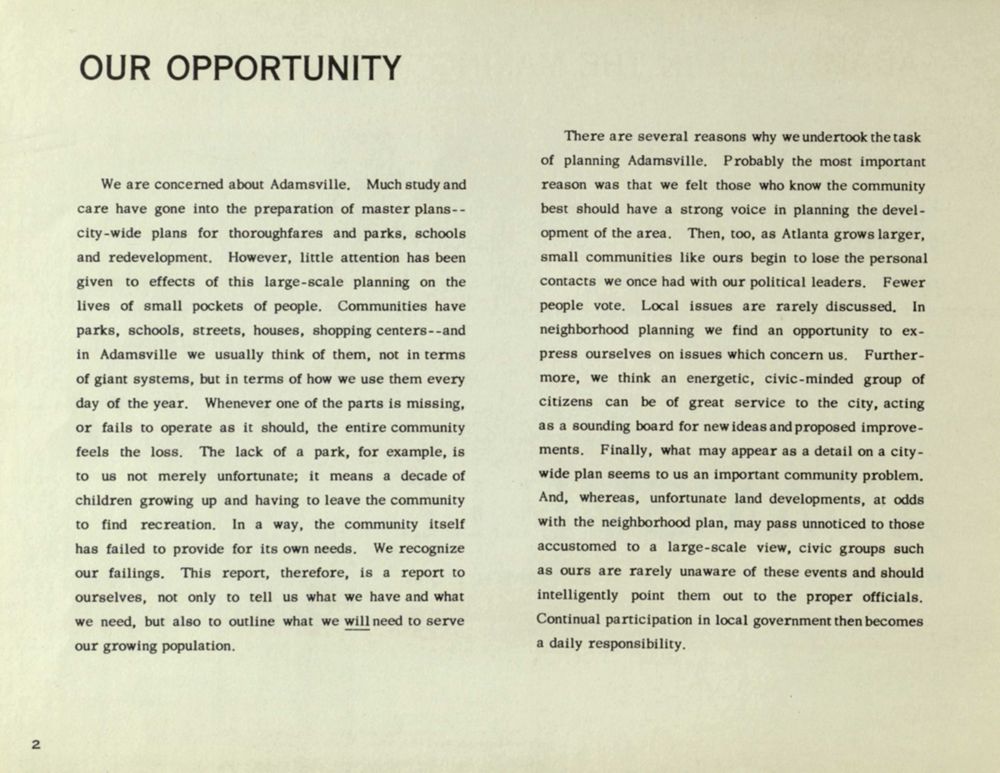 OUR OPPORTUNITY
We are concerned about Adamsville. Much study and
care have gone into the preparation of master plans--
city-wide plans for thoroughfares and parks, schools
and redevelopment. However, little attention has been
given to effects of this large-scale planning on the
lives of small pockets of people. Communities have
parks, schools, streets, houses, shopping centers--and
in Adamsville we usually think of them, not in terms
of giant systems, but in terms of how we use them every
day of the year. Whenever one of the parts is missing,
or fails to operate as it should, the entire community
feels the loss. The lack of a park, for example, is
to us not merely unfortunate; it means a decade of
children growing up and having to leave the community
to find recreation. In a way, the community itself
has failed to provide for its own needs. We recognize
our failings. This report, therefore, is a report to
ourselves, not only to tell us what we have and what
we need, but also to outline what we will need to serve
our growing population.
There are several reasons why we undertook the task
of planning Adamsville. Probably the most important
reason was that we felt those who know the community
best should have a strong voice in planning the devel-
opment of the area. Then, too, as Atlanta grows larger,
small communities like ours begin to lose the personal
contacts we once had with our political leaders. Fewer
people vote. Local issues are rarely discussed. In
neighborhood planning we find an opportunity to ex-
press ourselves on issues which concern us. Further-
more, we think an energetic, civic-minded group of
citizens can be of great service to the city, acting
as a sounding board for new ideas and proposed improve-
ments. Finally, what may appear as a detail on a city-
wide plan seems to us an important community problem.
And, whereas, unfortunate land developments, at odds
with the neighborhood plan, may pass unnoticed to those
accustomed to a large-scale view, civic groups such
as ours are rarely unaware of these events and should
intelligently point them out to the proper officials.
Continual participation in local government then becomes
a daily responsibility.
2